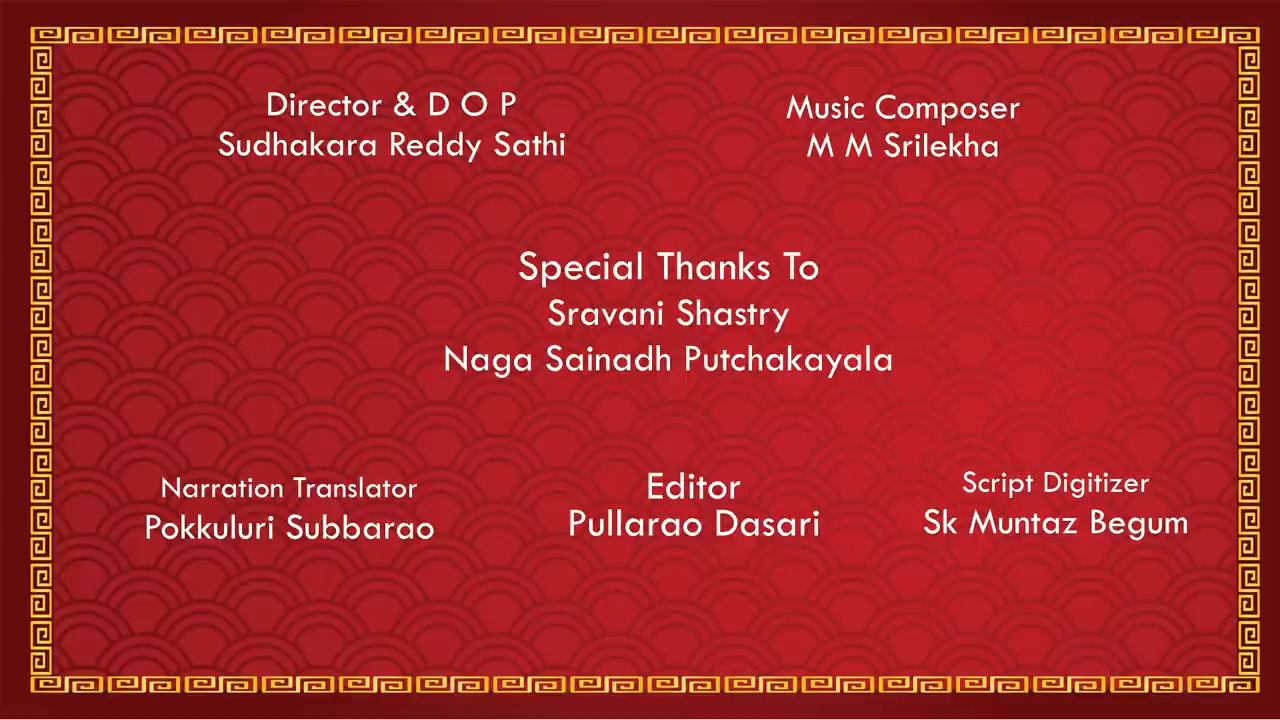 Director & D O P
Sudhakara Reddy Sathi
Music Composer
M M Srilekha
Special Thanks To
Sravani Shastry
Naga Sainadh Putchakayala
Narration Translator
Pokkuluri Subbarao
Editor
Pullarao Dasari
Script Digitizer
Sk Muntaz Begum